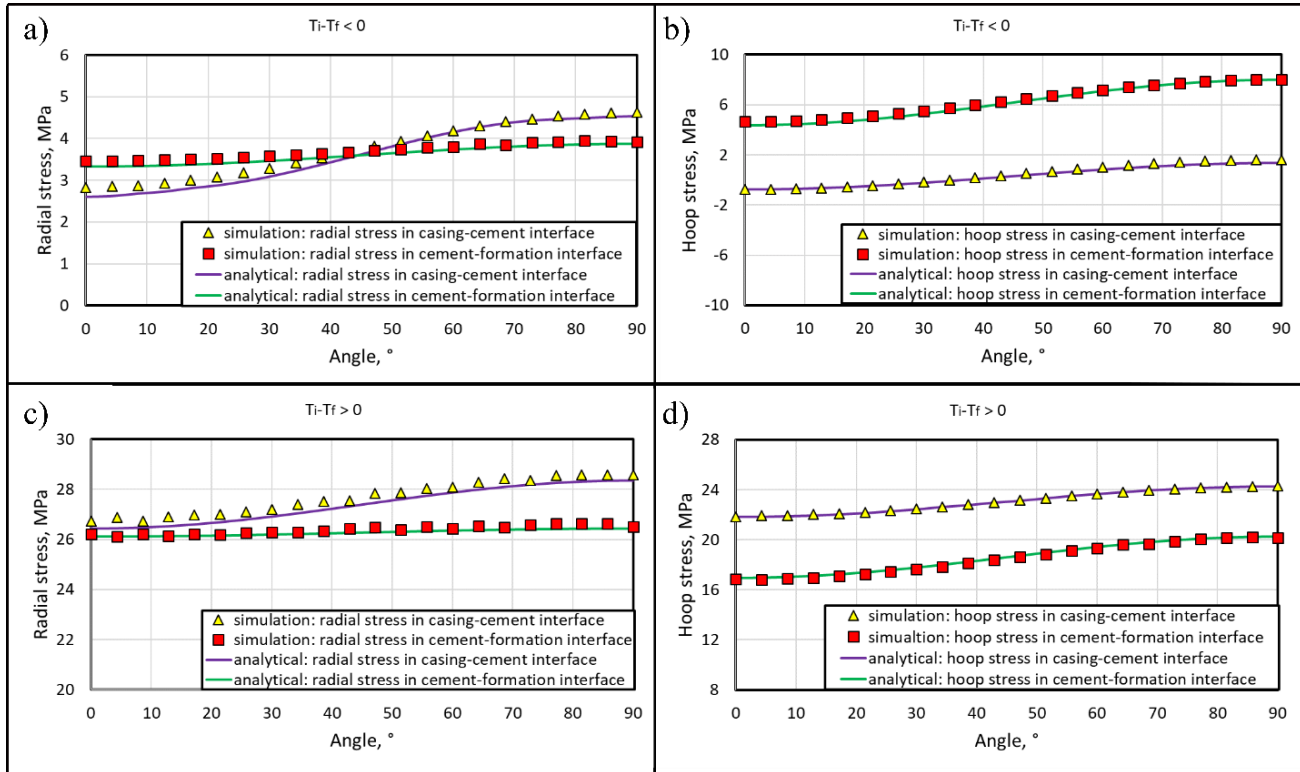 a)
Ti-Tf < 0
6
5
4
3
2
1
0
Radial stress, MPa
simulation: radial stress in casing-cement interface
simulation: radial stress in cement-formation interface
analytical: radial stress in casing-cement interface
analytical: radial stress in cement-formation interface
0 10 20 30 40 50 60 70 80 90
Angle, °
b)
Ti-Tf < 0
10
6
2
-2
-6
-10
Hoop stress, MPa
simulation: hoop stress in casing-cement interface
simulation: hoop stress in cement-formation interface
analytical: hoop stress in casing-cement interface
analytical: hoop stress in cement-formation interface
0 10 20 30 40 50 60 70 80 90
Angle, °
c)
Ti-Tf > 0
30
28
26
24
22
20
Radial stress, MPa
simulation: radial stress in casing-cement interface
simulation: radial stress in cement-formation interface
analytical: radial stress in casing-cement interface
analytical: radial stress in cement-formation interface
0 10 20 30 40 50 60 70 80 90
Angle, °
d)
Ti-Tf > 0
28
24
20
16
12
8
Hoop stress, MPa
simulation: hoop stress in casing-cement interface
simualtion: hoop stress in cement-formation interface
analytical: hoop stress in casing-cement interface
analytical: hoop stress in cement-formation interface
0 10 20 30 40 50 60 70 80 90
Angle, °